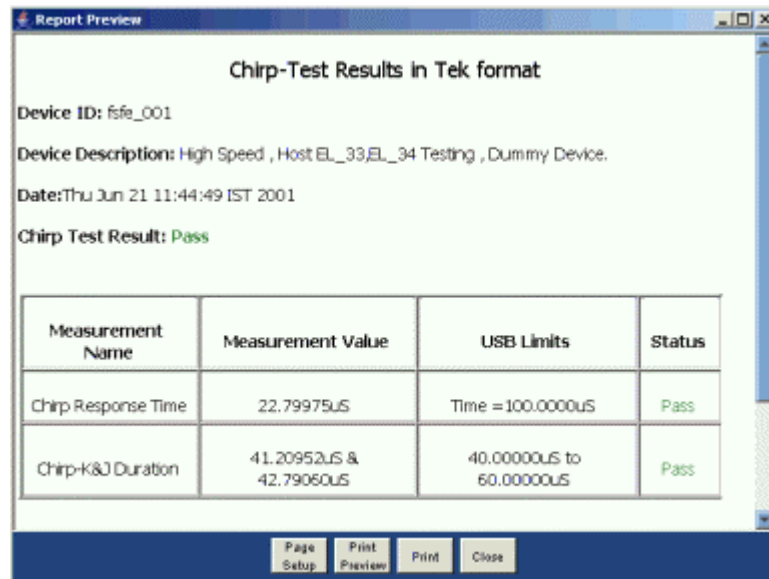 Report Preview
Chirp-Test Results in Tek format
Device ID: fsfe_001
Device Description: High Speed , Host EL_33,EL_34 Testing , Dummy Device.
Date:Thu Jun 21 11:44:49 IST 2001
Chirp Test Result: Pass
Measurement Name
Measurement Value
USB Limits
Status
Chirp Response Time
22.79975uS
Time =100.0000uS
Pass
Chirp-K&J Duration
41.20952uS &
42.79060uS
40.00000uS to
60.00000uS
Pass
Page Setup
Print Preview
Print
Close